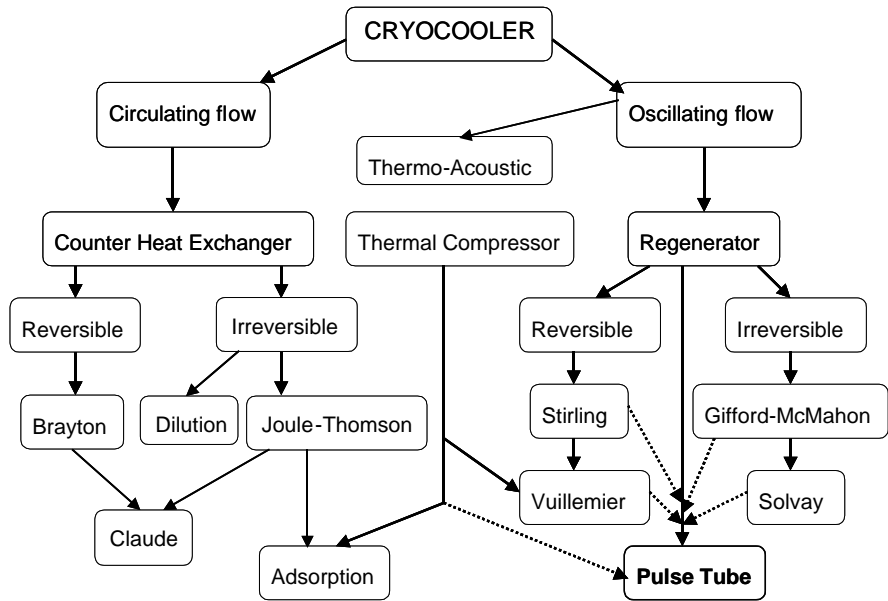 CRYOCOOLER
Circulating flow
Oscillating flow
Thermo-Acoustic
Counter Heat Exchanger
Thermal Compressor
Regenerator
Reversible
Irreversible
Reversible
Irreversible
Brayton
Dilution
Joule-Thomson
Stirling
Gifford-McMahon
Claude
Vuillemier
Solvay
Adsorption
Pulse Tube